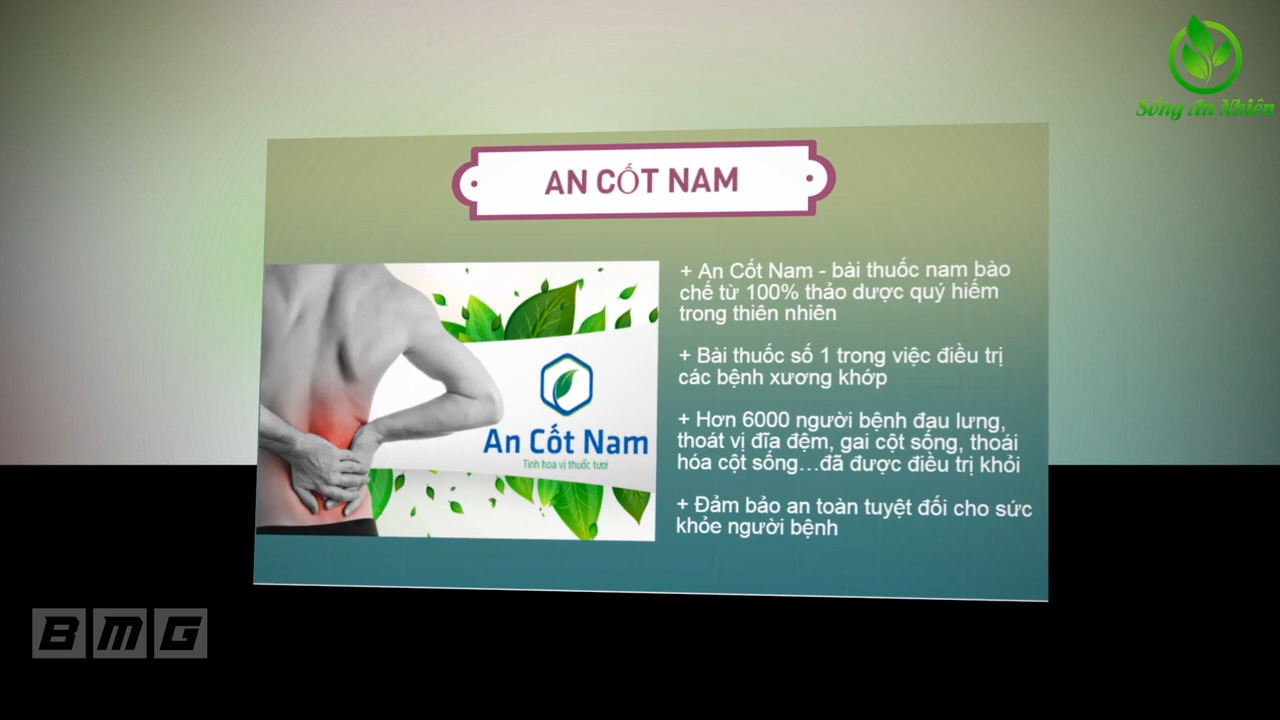 Sống An Nhiên
AN CỐT NAM
+ An Cốt Nam - bài thuốc nam bào
chế từ 100% thảo dược quý hiếm
trong thiên nhiên
+ Bài thuốc số 1 trong việc điều trị
các bệnh xương khớp
+ Hơn 6000 người bệnh đau lưng,
thoát vị đĩa đệm, gai cột sống, thoái
hóa cột sống...đã được điều trị khỏi
+ Đảm bảo an toàn tuyệt đối cho sức
khỏe người bệnh
An Cốt Nam
Tinh hoa vị thuốc tươi
BMG